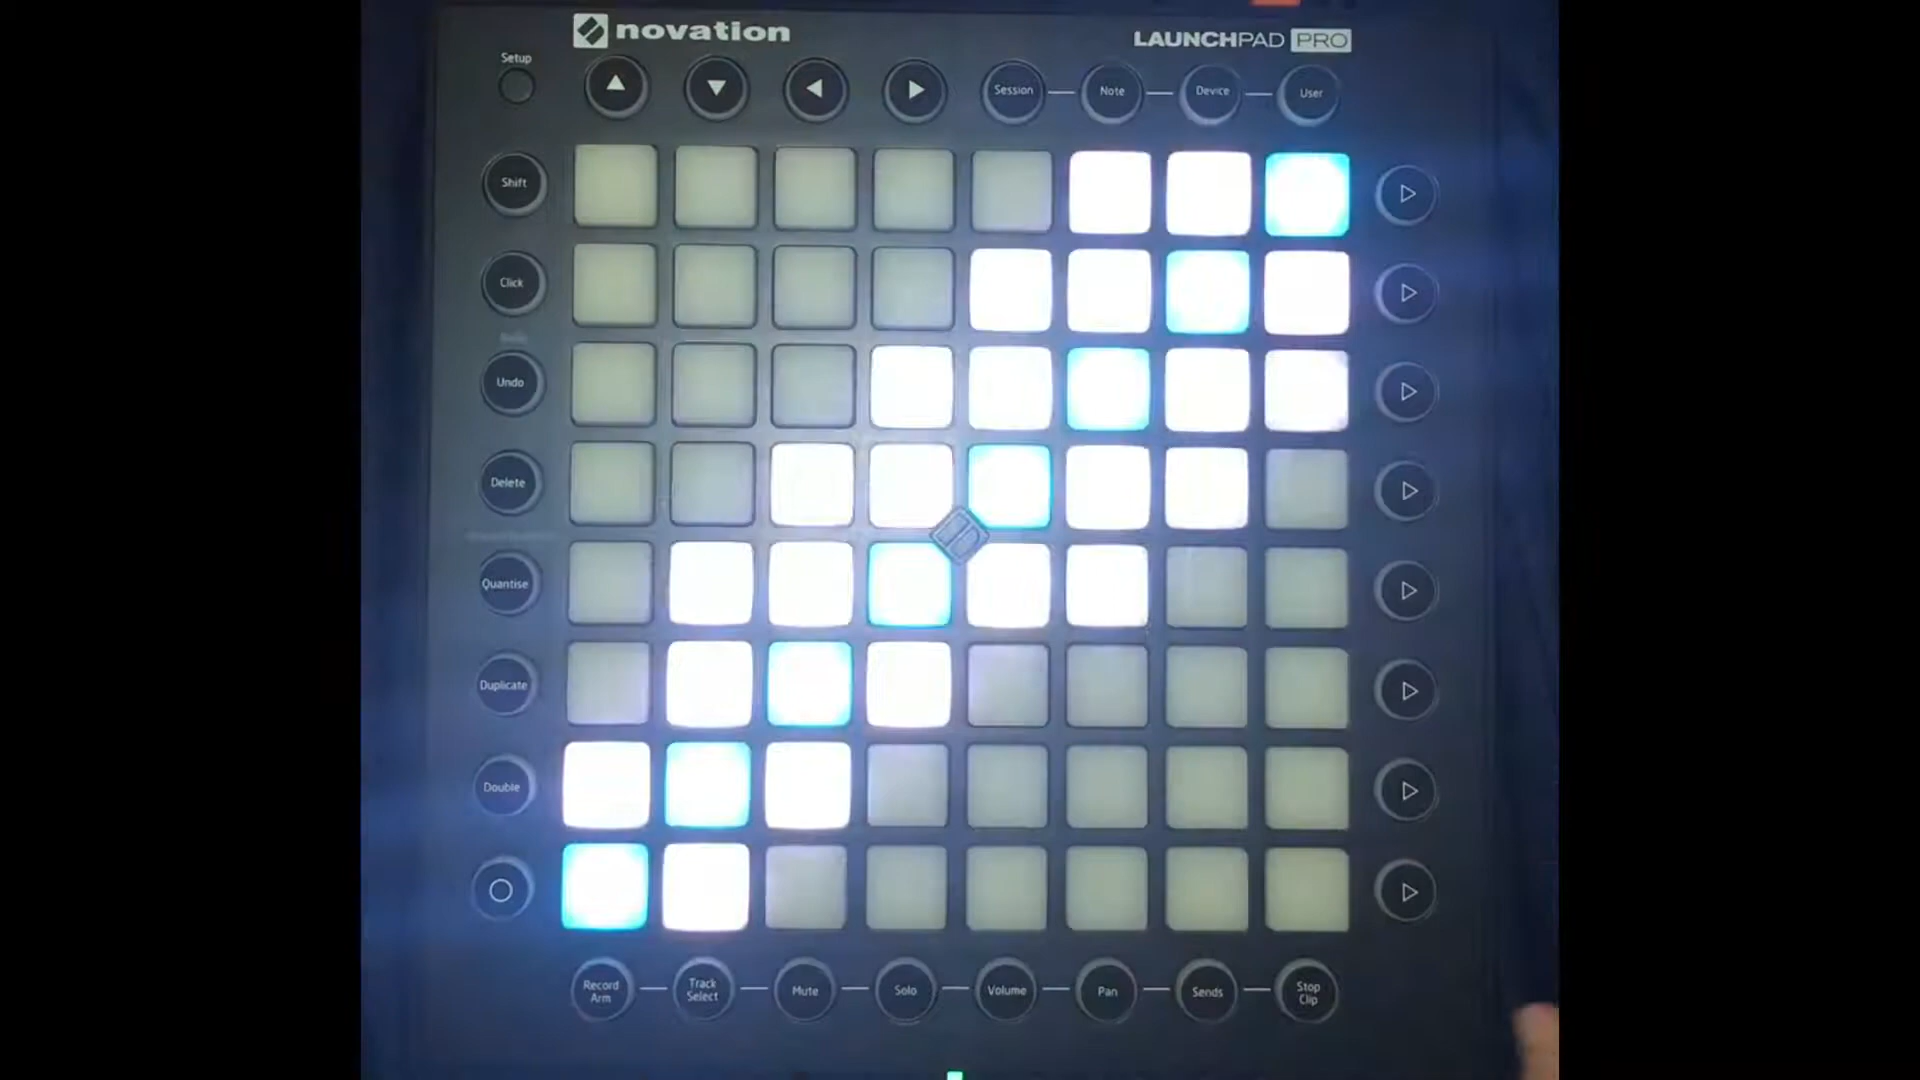 novation
LAUNCHPAD PRO
Setup
Session
Note
Device
User
Shift
Click
Undo
Delete
Quantise
Duplicate
Double
Record
Arm
Track
Select
Mute
Solo
Volume
Pan
Sends
Stop
Clip